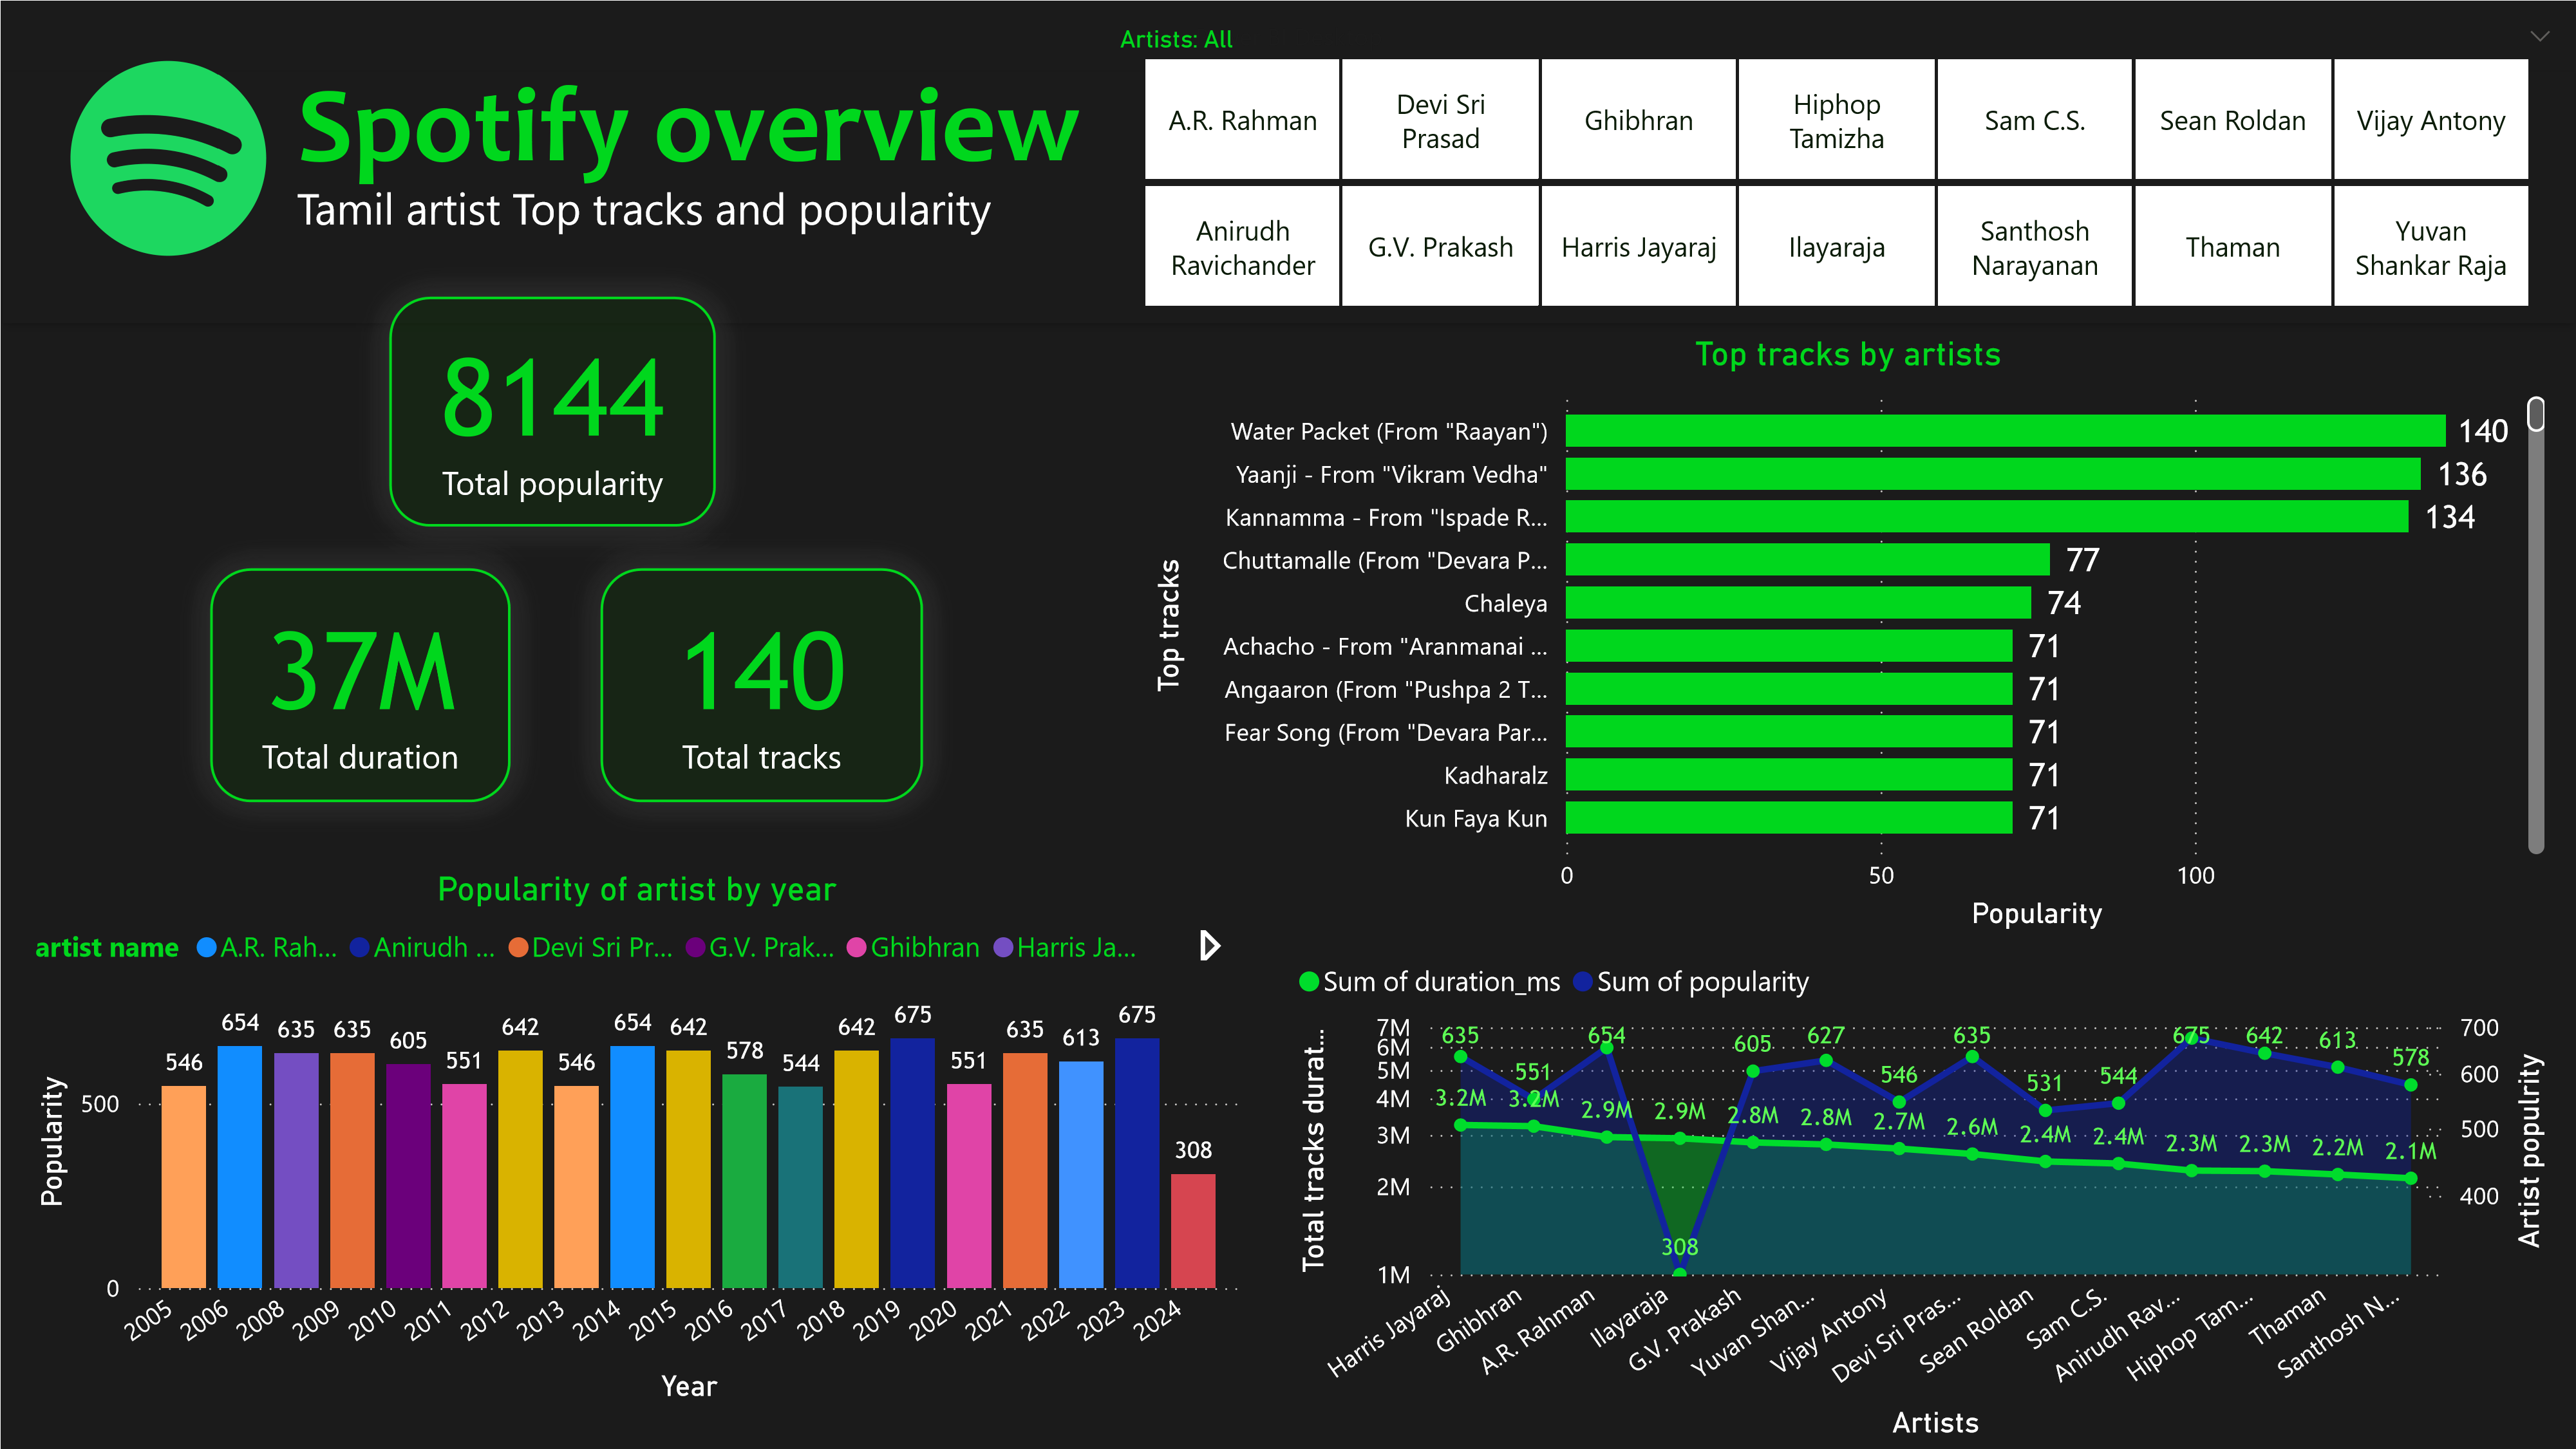 Artists: All
Spotify overview
Tamil artist Top tracks and popularity
A.R. Rahman
Devi Sri
Prasad
Ghibhran
Hiphop
Tamizha
Sam C.S.
Sean Roldan
Vijay Antony
Anirudh
Ravichander
G.V. Prakash
Harris Jayaraj
Ilayaraja
Santhosh
Narayanan
Thaman
Yuvan
Shankar Raja
8144
Total popularity
37M
Total duration
140
Total tracks
Top tracks by artists
Top tracks
Water Packet (From "Raayan") 140
Yaanji - From "Vikram Vedha" 136
Kannamma - From "Ispade R... 134
Chuttamalle (From "Devara P... 77
Chaleya 74
Achacho - From "Aranmanai ... 71
Angaaron (From "Pushpa 2 T... 71
Fear Song (From "Devara Par... 71
Kadharalz 71
Kun Faya Kun 71
0 50 100
Popularity
Popularity of artist by year
artist name A.R. Rah... Anirudh ... Devi Sri Pr... G.V. Prak... Ghibhran Harris Ja...
Popularity
500
0
546 654 635 635 605 551 642 546 654 642 578 544 642 675 551 635 613 675 308
2005 2006 2008 2009 2010 2011 2012 2013 2014 2015 2016 2017 2018 2019 2020 2021 2022 2023 2024
Year
Sum of duration_ms Sum of popularity
Total tracks durat...
7M
6M
5M
4M
3M
2M
1M
635 551 654 308 605 627 546 635 531 544 675 642 613 578
3.2M 3.2M 2.9M 2.9M 2.8M 2.8M 2.7M 2.6M 2.4M 2.4M 2.3M 2.3M 2.2M 2.1M
700
600
500
400
Artist populrity
Harris Jayaraj Ghibhran A.R. Rahman Ilayaraja G.V. Prakash Yuvan Shan... Vijay Antony Devi Sri Pras... Sean Roldan Sam C.S. Anirudh Rav... Hiphop Tam... Thaman Santhosh N...
Artists